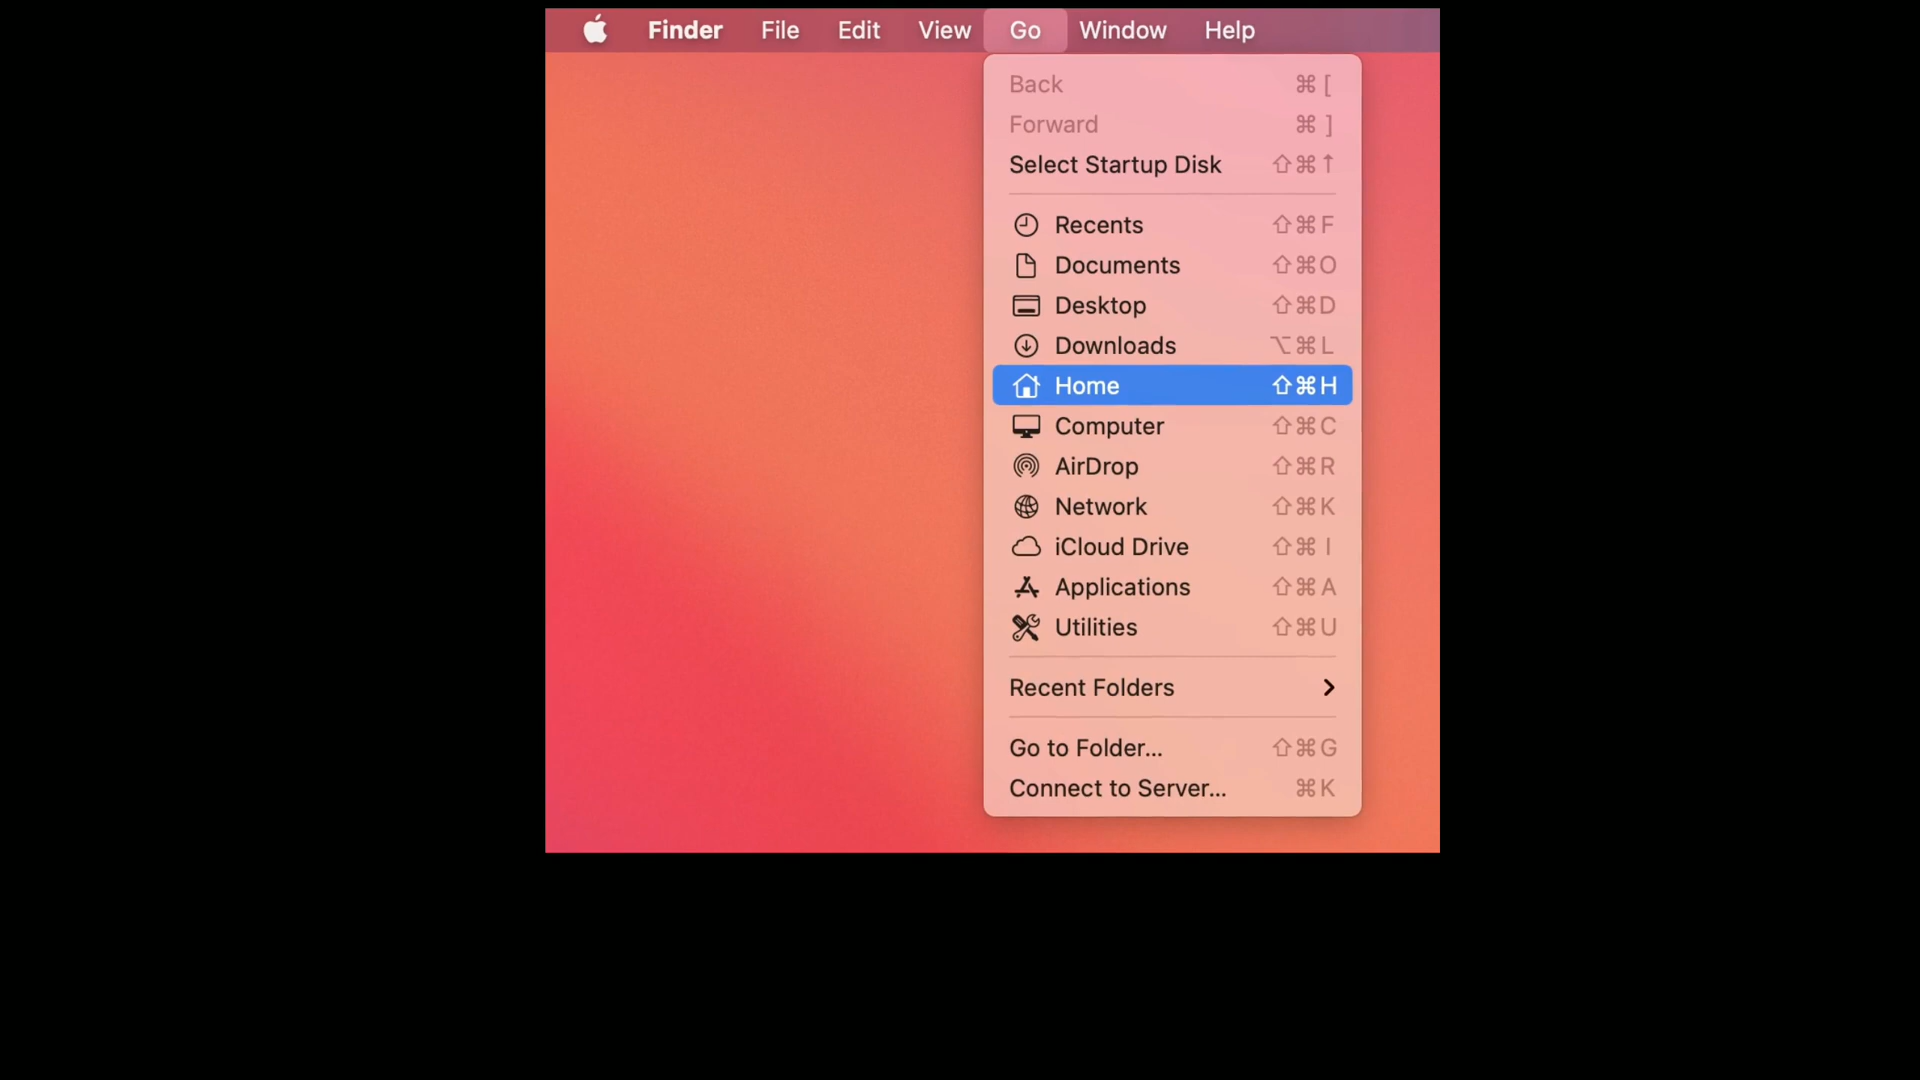 Finder File Edit View Go Window Help
Back ⌘ [
Forward ⌘ ]
Select Startup Disk ⇧⌘↑
Recents ⇧⌘F
Documents ⇧⌘O
Desktop ⇧⌘D
Downloads ⌥⌘L
Home ⇧⌘H
Computer ⇧⌘C
AirDrop ⇧⌘R
Network ⇧⌘K
iCloud Drive ⇧⌘I
Applications ⇧⌘A
Utilities ⇧⌘U
Recent Folders
Go to Folder... ⇧⌘G
Connect to Server... ⌘K